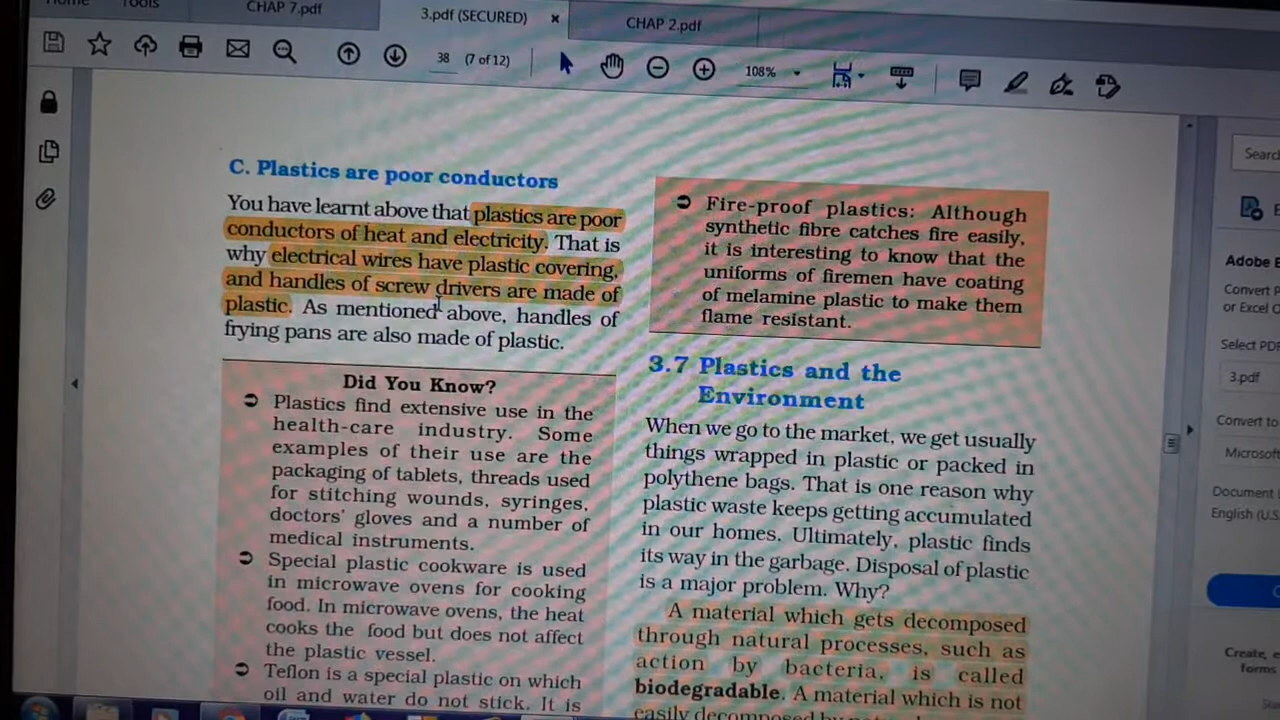 Home
Tools
CHAP 7.pdf
3.pdf (SECURED)
CHAP 2.pdf
38
(7 of 12)
108%
C. Plastics are poor conductors
You have learnt above that plastics are poor
conductors of heat and electricity. That is
why electrical wires have plastic covering,
and handles of screw drivers are made of
plastic. As mentioned above, handles of
frying pans are also made of plastic.
Did You Know?
Plastics find extensive use in the
health-care industry. Some
examples of their use are the
packaging of tablets, threads used
for stitching wounds, syringes,
doctors' gloves and a number of
medical instruments.
Special plastic cookware is used
in microwave ovens for cooking
food. In microwave ovens, the heat
cooks the food but does not affect
the plastic vessel.
Teflon is a special plastic on which
oil and water do not stick. It is
Fire-proof plastics: Although
synthetic fibre catches fire easily,
it is interesting to know that the
uniforms of firemen have coating
of melamine plastic to make them
flame resistant.
3.7 Plastics and the
Environment
When we go to the market, we get usually
things wrapped in plastic or packed in
polythene bags. That is one reason why
plastic waste keeps getting accumulated
in our homes. Ultimately, plastic finds
its way in the garbage. Disposal of plastic
is a major problem. Why?
A material which gets decomposed
through natural processes, such as
action by bacteria, is called
biodegradable. A material which is not
easily decomposed by
Searc
Adobe E
Convert P
or Excel O
Select PDF
3.pdf
Convert to
Microsoft
Document
English (U.S
Create, e
forms